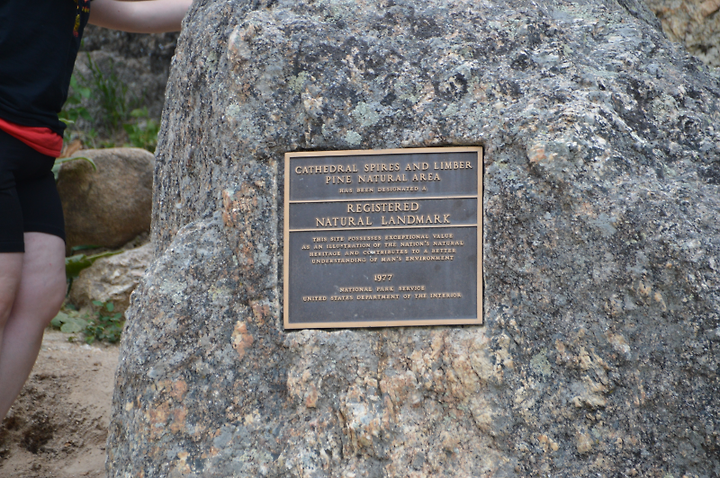 CATHEDRAL SPIRES AND LIMBER
PINE NATURAL AREA
HAS BEEN DESIGNATED A
REGISTERED
NATURAL LANDMARK
THIS SITE POSSESSES EXCEPTIONAL VALUE
AS AN ILLUSTRATION OF THE NATION'S NATURAL
HERITAGE AND CONTRIBUTES TO A BETTER
UNDERSTANDING OF MAN'S ENVIRONMENT
1977
NATIONAL PARK SERVICE
UNITED STATES DEPARTMENT OF THE INTERIOR